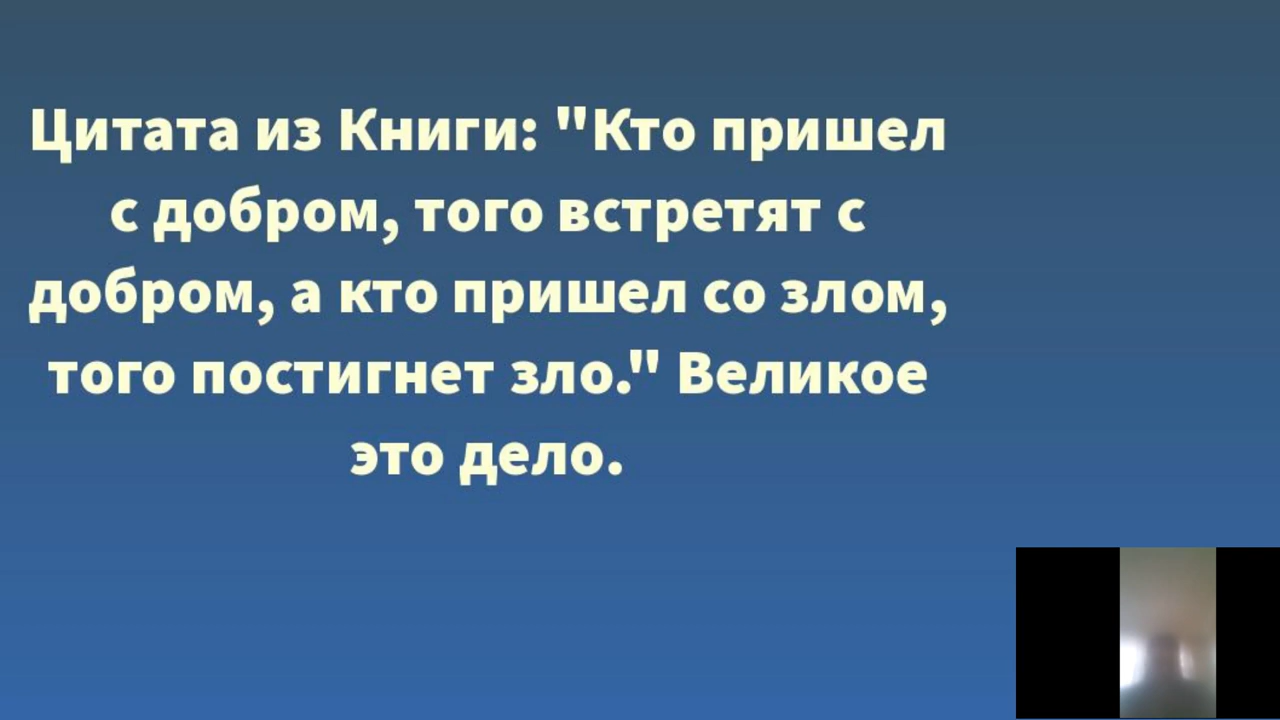 Цитата из Книги: "Кто пришел
с добром, того встретят с
добром, а кто пришел со злом,
того постигнет зло." Великое
это дело.